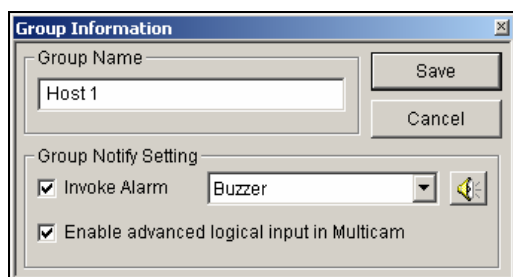 Group Information
Group Name
Host 1
Save
Cancel
Group Notify Setting
Invoke Alarm
Buzzer
Enable advanced logical input in Multicam